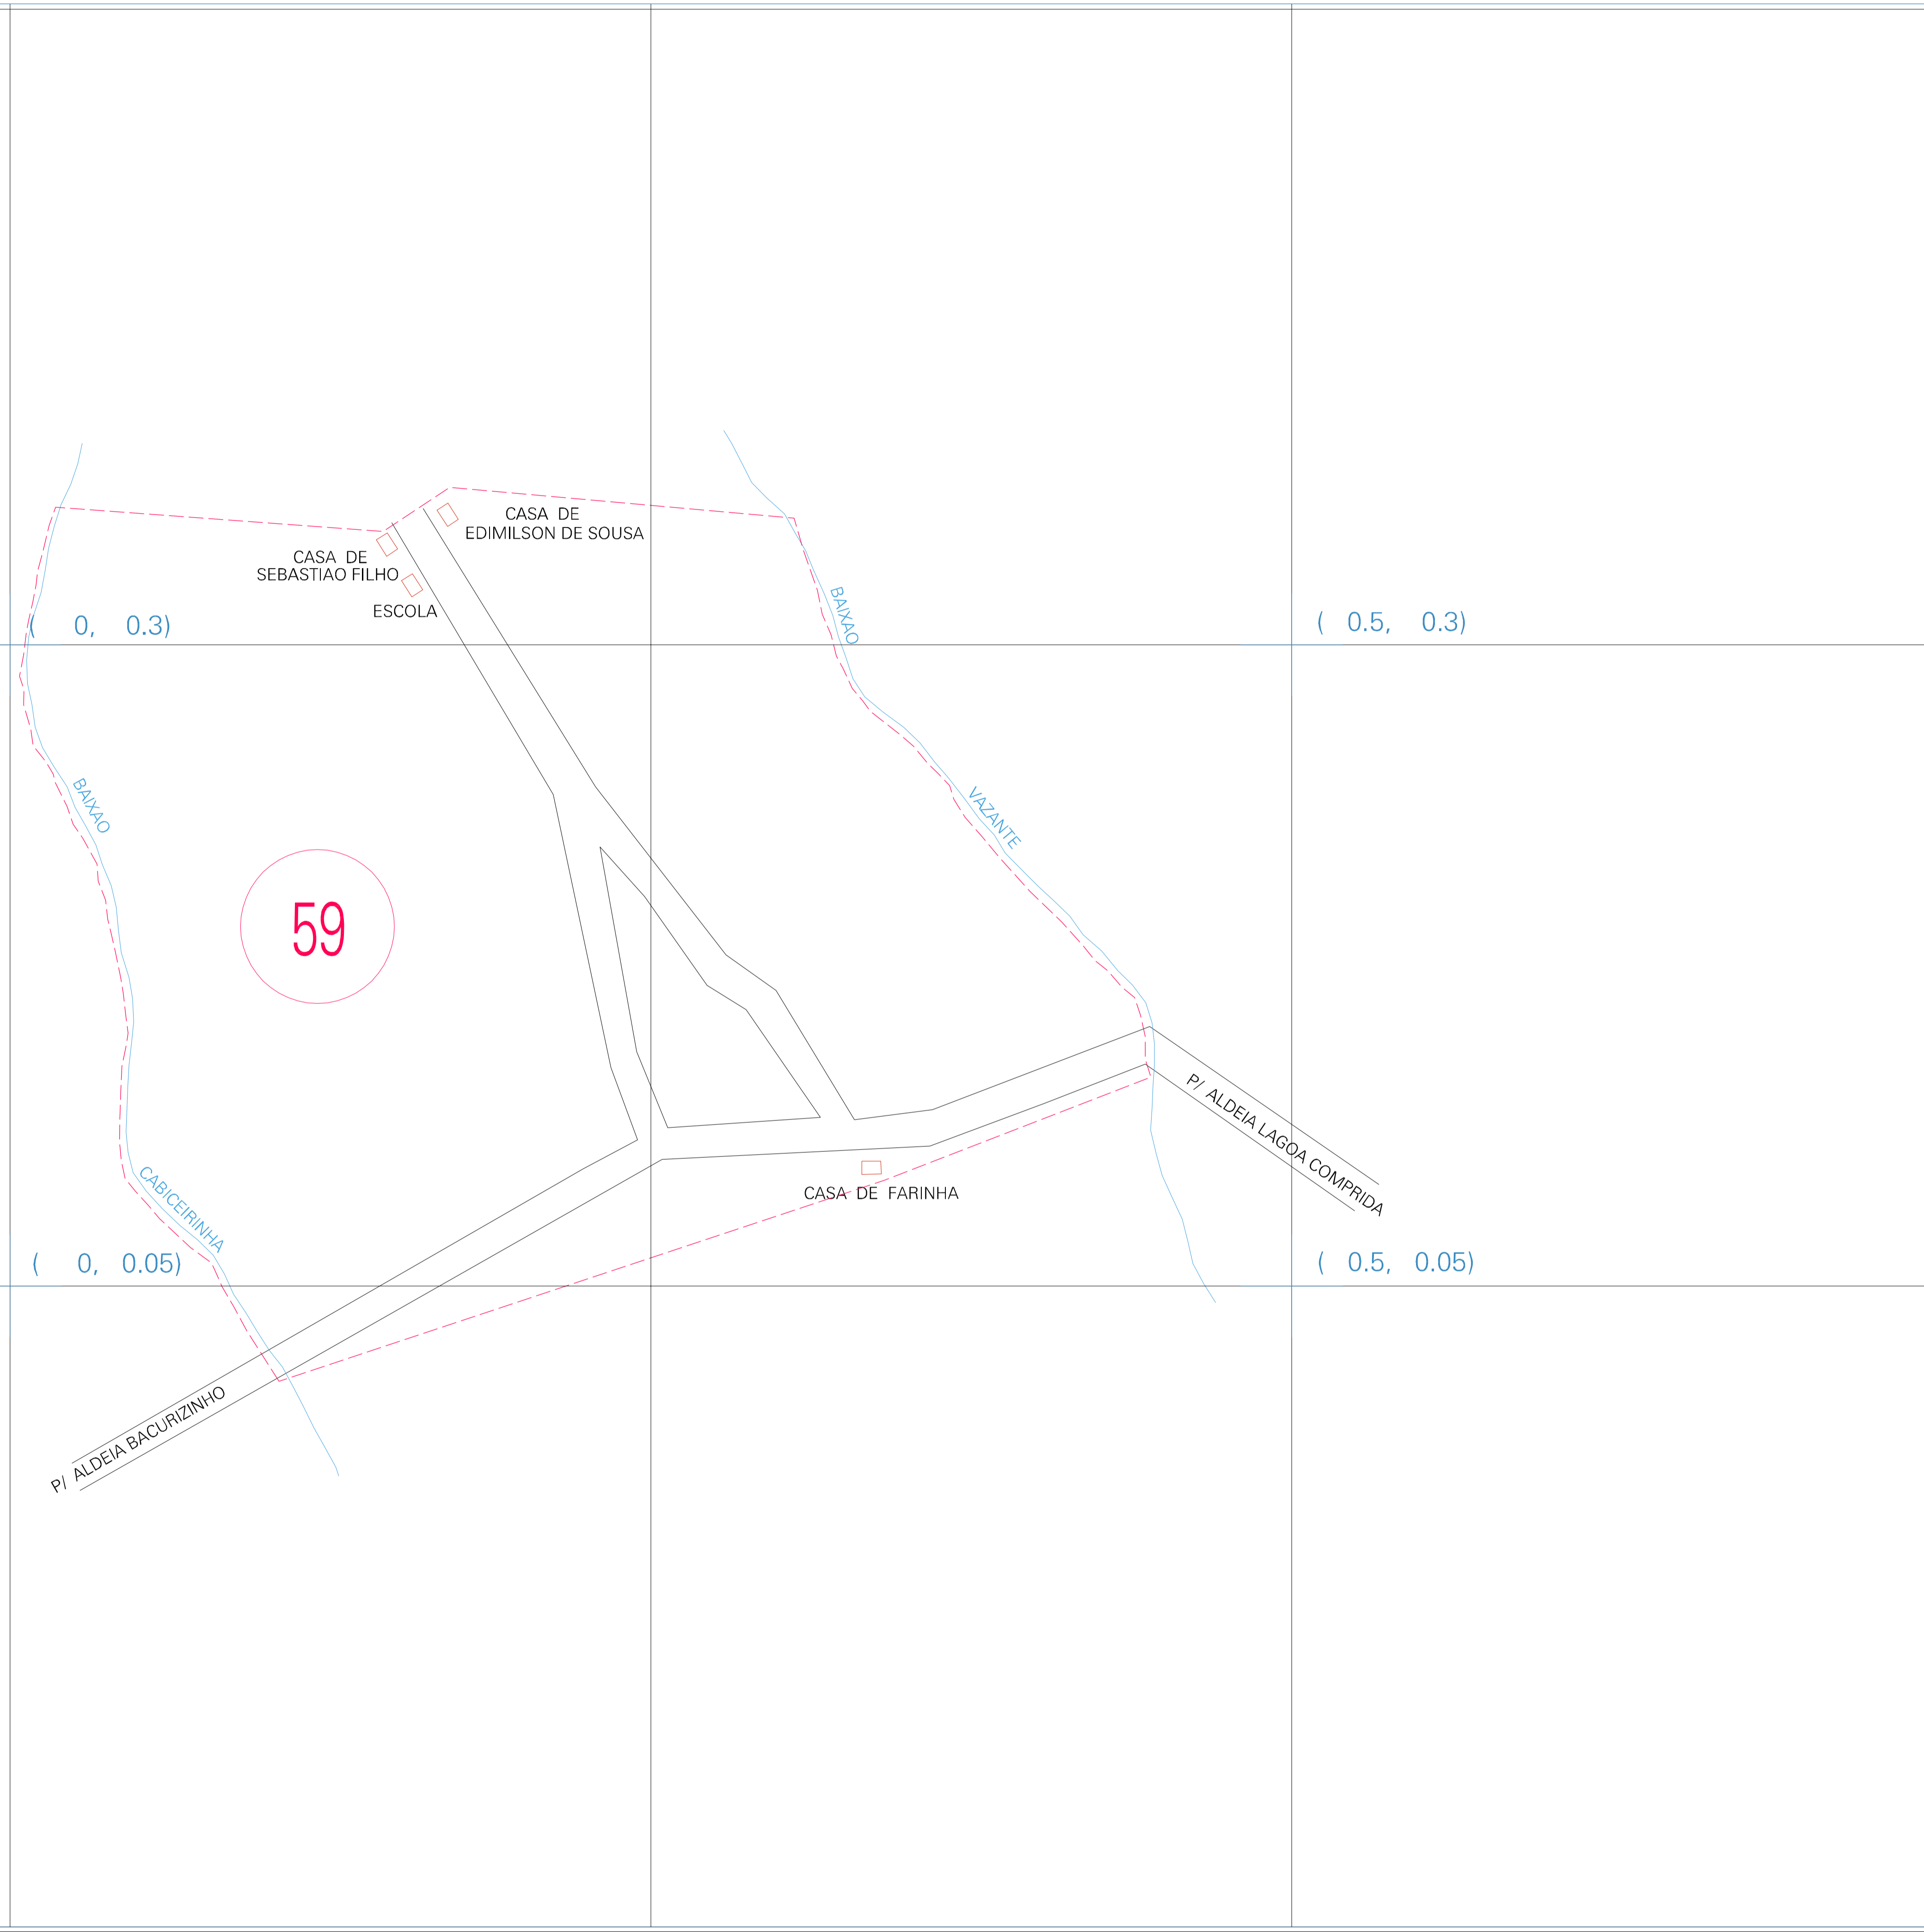 CASA DE
EDIMILSON DE SOUSA
CASA DE
SEBASTIAO FILHO
ESCOLA
BAIXAO
( 0, 0.3)
( 0.5, 0.3)
BAIXAO
VAZANTE
59
P/ ALDEIA LAGOA COMPRIDA
CASA DE FARINHA
CABICEIRINHA
( 0, 0.05)
( 0.5, 0.05)
P/ ALDEIA BACURIZINHO